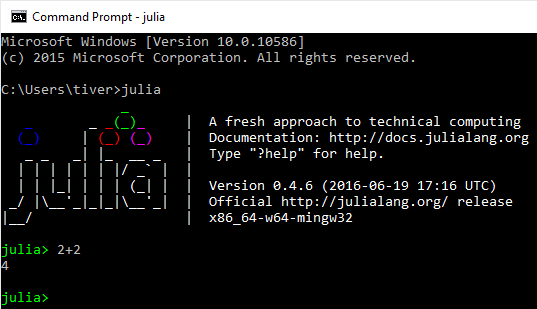 Command Prompt - julia
Microsoft Windows [Version 10.0.10586]
(c) 2015 Microsoft Corporation. All rights reserved.
C:\Users\tiver>julia
A fresh approach to technical computing
Documentation: http://docs.julialang.org
Type "?help" for help.
Version 0.4.6 (2016-06-19 17:16 UTC)
Official http://julialang.org/ release
x86_64-w64-mingw32
julia> 2+2
4
julia>